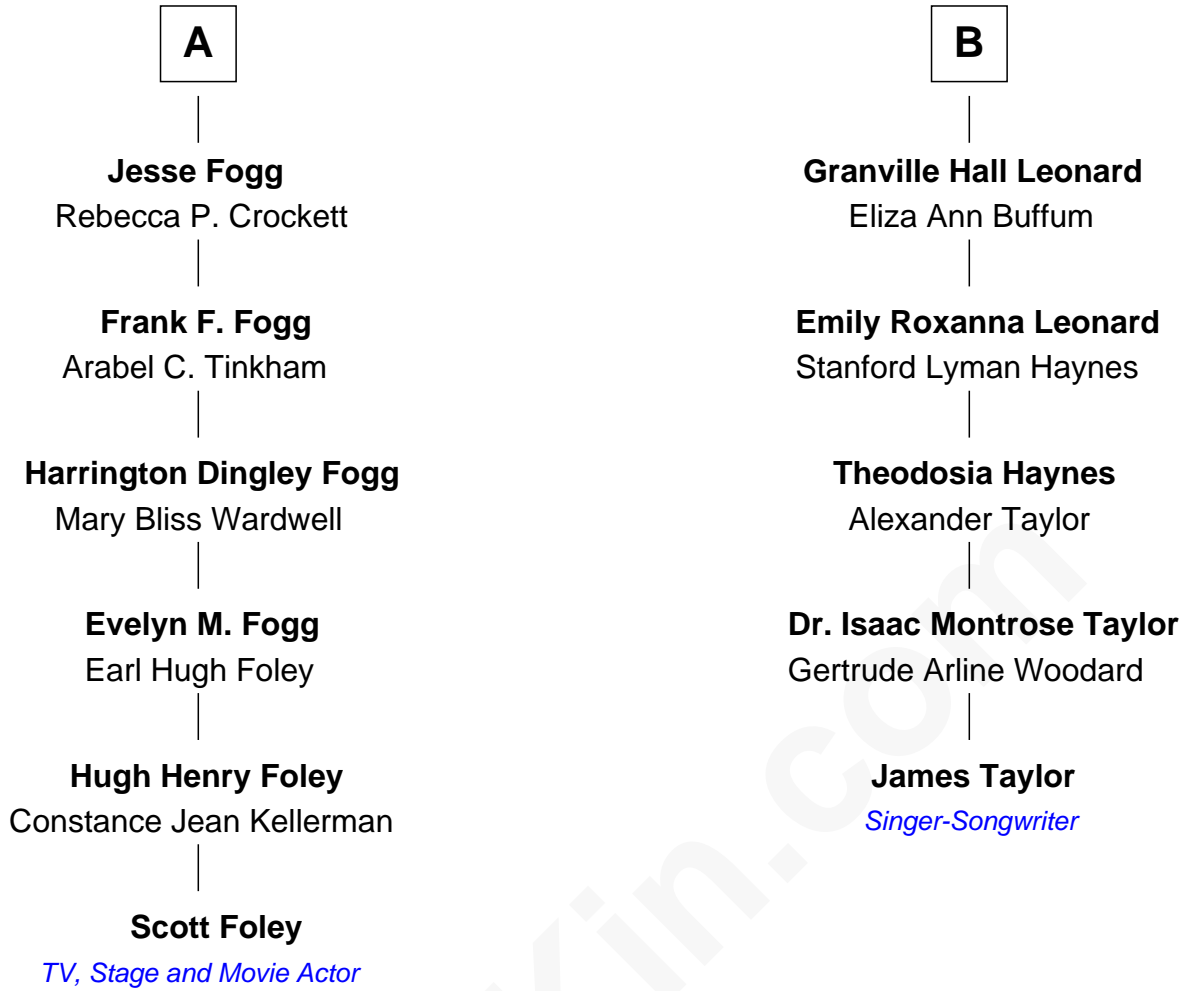 A
Jesse Fogg
Rebecca P. Crockett
Frank F. Fogg
Arabel C. Tinkham
Harrington Dingley Fogg
Mary Bliss Wardwell
Evelyn M. Fogg
Earl Hugh Foley
Hugh Henry Foley
Constance Jean Kellerman
Scott Foley
TV, Stage and Movie Actor
B
Granville Hall Leonard
Eliza Ann Buffum
Emily Roxanna Leonard
Stanford Lyman Haynes
Theodosia Haynes
Alexander Taylor
Dr. Isaac Montrose Taylor
Gertrude Arline Woodard
James Taylor
Singer-Songwriter